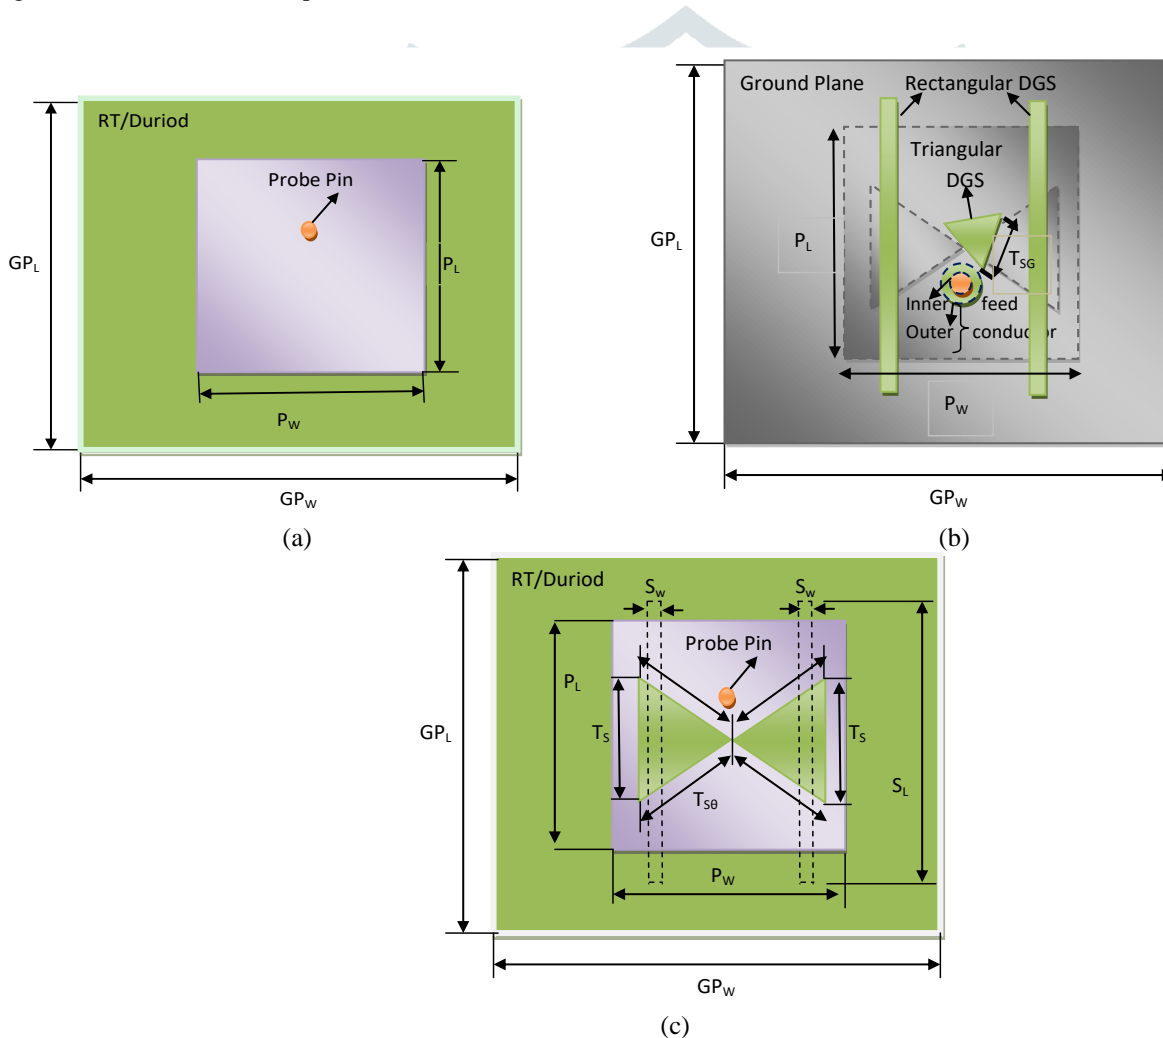 RT/Duriod
Probe Pin
GP_L
P_L
P_W
GP_W
(a)
Ground Plane
Rectangular DGS
Triangular
DGS
P_L
GP_L
T_SG
Inner feed
Outer conductor
P_W
GP_W
(b)
RT/Duriod
S_w
S_w
Probe Pin
P_L
GP_L
T_S
T_S
T_Sθ
S_L
P_W
GP_W
(c)